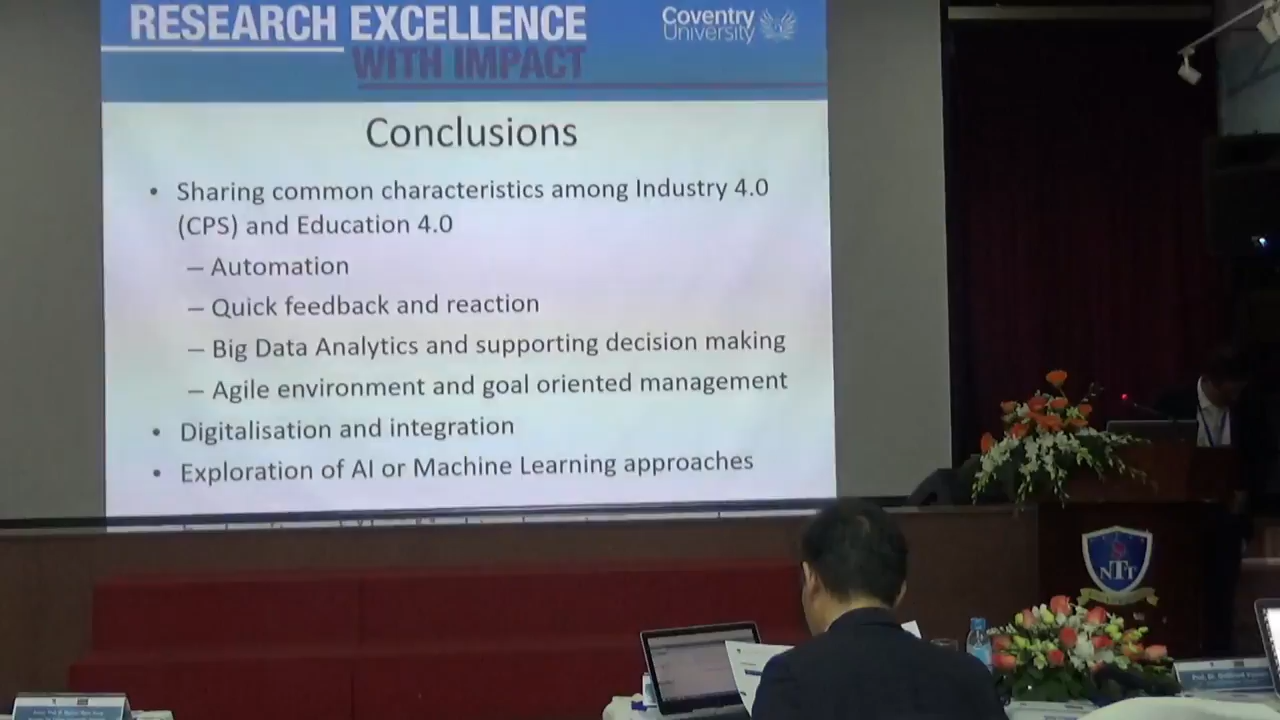 RESEARCH EXCELLENCE
WITH IMPACT
Coventry
University
Conclusions
• Sharing common characteristics among Industry 4.0
(CPS) and Education 4.0
– Automation
– Quick feedback and reaction
– Big Data Analytics and supporting decision making
– Agile environment and goal oriented management
• Digitalisation and integration
• Exploration of AI or Machine Learning approaches
NTT